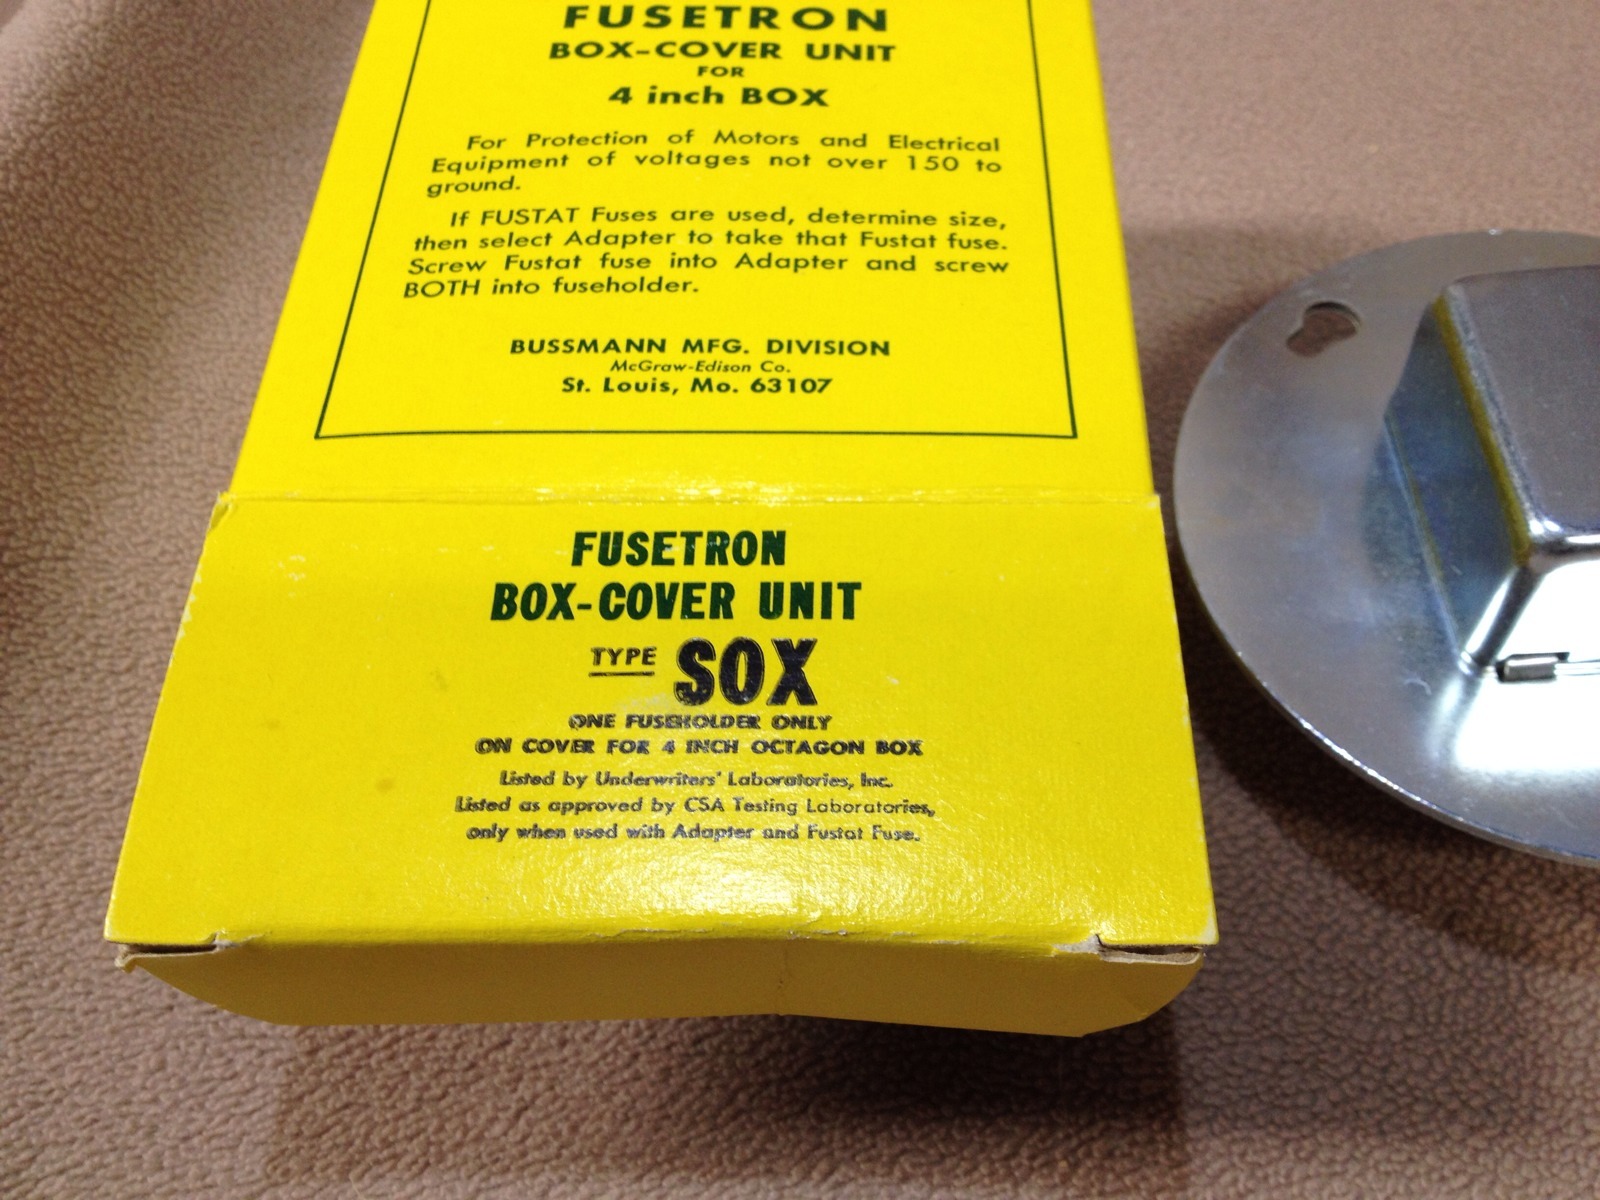 FUSETRON
BOX-COVER UNIT
FOR
4 inch BOX
For Protection of Motors and Electrical
Equipment of voltages not over 150 to
ground.
If FUSTAT Fuses are used, determine size,
then select Adapter to take that Fustat fuse.
Screw Fustat fuse into Adapter and screw
BOTH into fuseholder.
BUSSMANN MFG. DIVISION
McGraw-Edison Co.
St. Louis, Mo. 63107
FUSETRON
BOX-COVER UNIT
TYPE SOX
ONE FUSEHOLDER ONLY
ON COVER FOR 4 INCH OCTAGON BOX
Listed by Underwriters' Laboratories, Inc.
Listed as approved by CSA Testing Laboratories,
only when used with Adapter and Fustat Fuse.